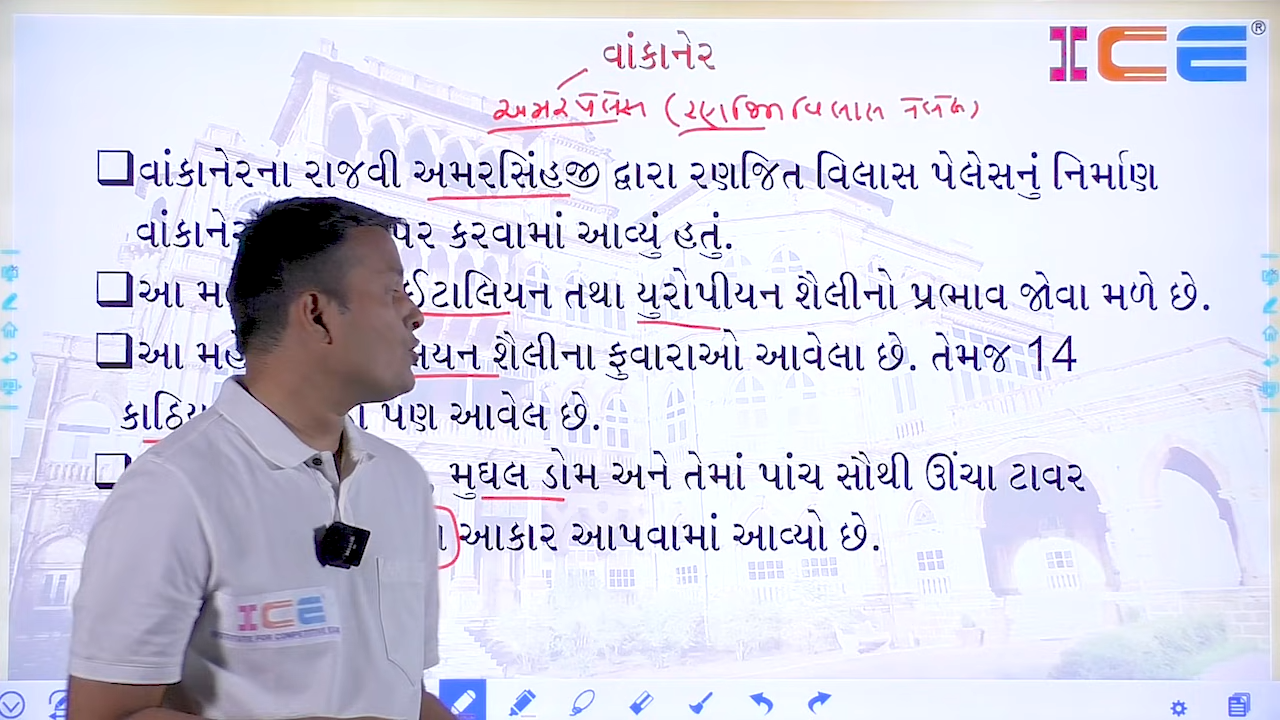 ICE®
વાંકાનેર
અમરપેલેસ (રણજિતવિલાસ પેલેસ)
વાંકાનેરના રાજવી અમરસિંહજી દ્વારા રણજિત વિલાસ પેલેસનું નિર્માણ
વાંકાનેર પર કરવામાં આવ્યું હતું.
આ ઈટાલિયન તથા યુરોપીયન શૈલીનો પ્રભાવ જોવા મળે છે.
આ શૈલીના ફુવારાઓ આવેલા છે. તેમજ 14
પણ આવેલ છે.
મુઘલ ડોમ અને તેમાં પાંચ સૌથી ઊંચા ટાવર
આકાર આપવામાં આવ્યો છે.
ICE